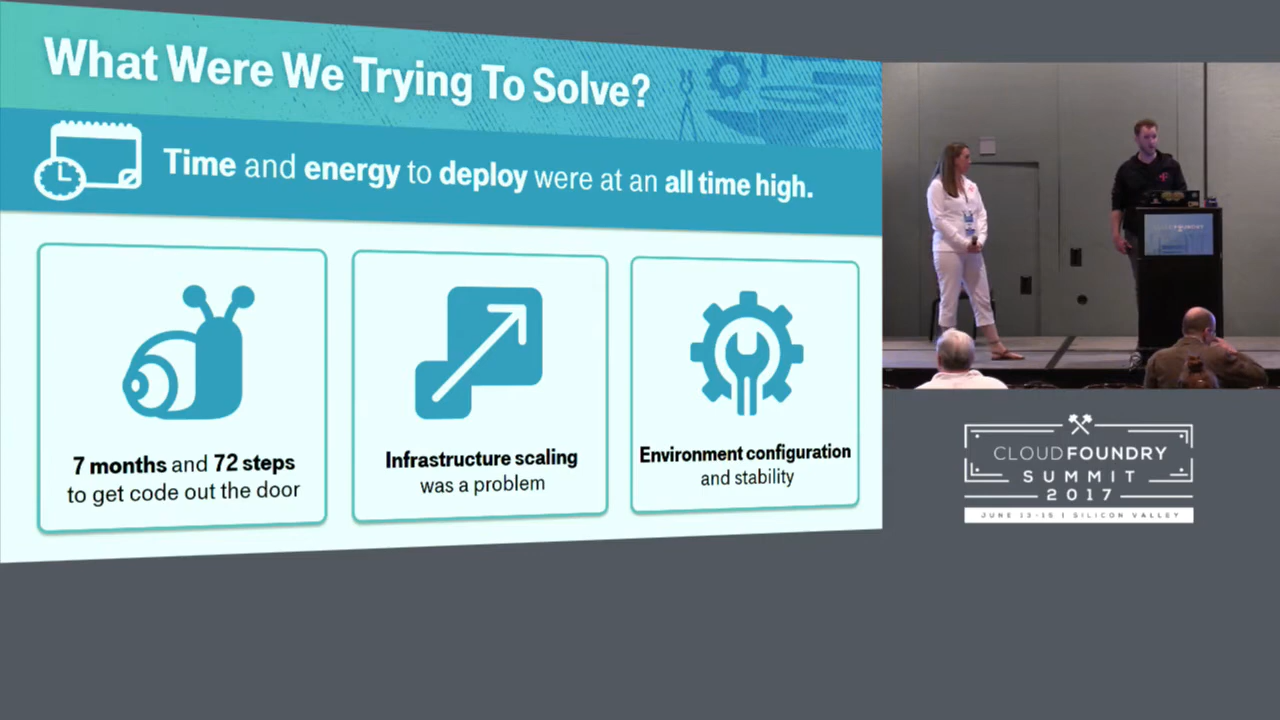 What Were We Trying To Solve?
Time and energy to deploy were at an all time high.
7 months and 72 steps
to get code out the door
Infrastructure scaling
was a problem
Environment configuration
and stability
CLOUD FOUNDRY
SUMMIT
2017
JUNE 13-15 | SILICON VALLEY